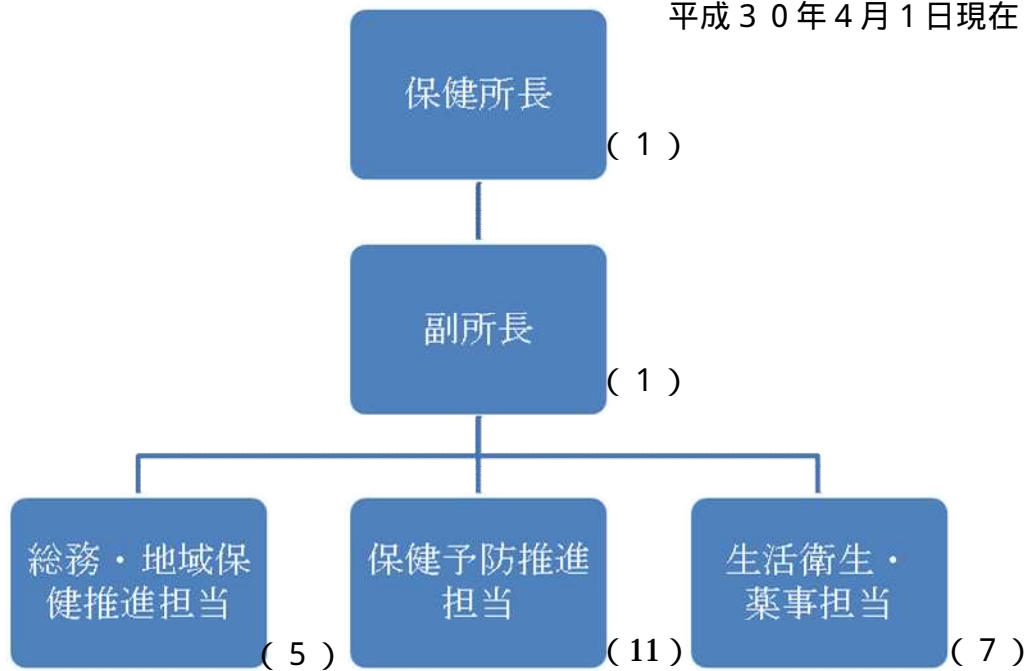 平成３０年４月１日現在
保健所長
（１）
副所長
（１）
総務・地域保
健推進担当
（５）
保健予防推進
担当
（11）
生活衛生・
薬事担当
（７）